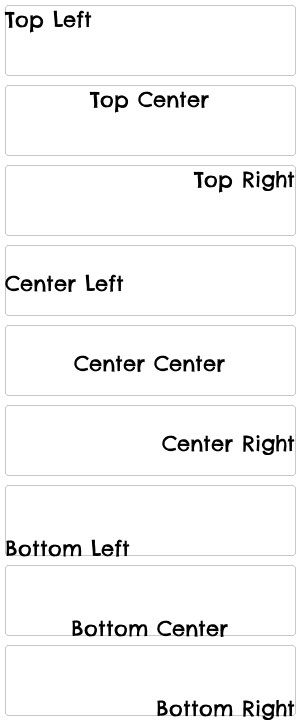 Top Left
Top Center
Top Right
Center Left
Center Center
Center Right
Bottom Left
Bottom Center
Bottom Right